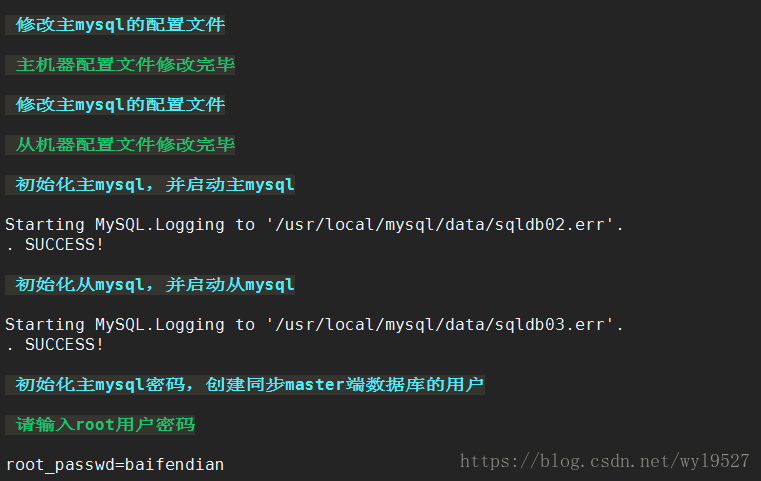 修改主mysql的配置文件
主机器配置文件修改完毕
修改主mysql的配置文件
从机器配置文件修改完毕
初始化主mysql，并启动主mysql
Starting MySQL.Logging to '/usr/local/mysql/data/sqldb02.err'.
. SUCCESS!
初始化从mysql，并启动从mysql
Starting MySQL.Logging to '/usr/local/mysql/data/sqldb03.err'.
. SUCCESS!
初始化主mysql密码，创建同步master端数据库的用户
请输入root用户密码
root_passwd=baifendian
https://blog.csdn.net/wyl9527